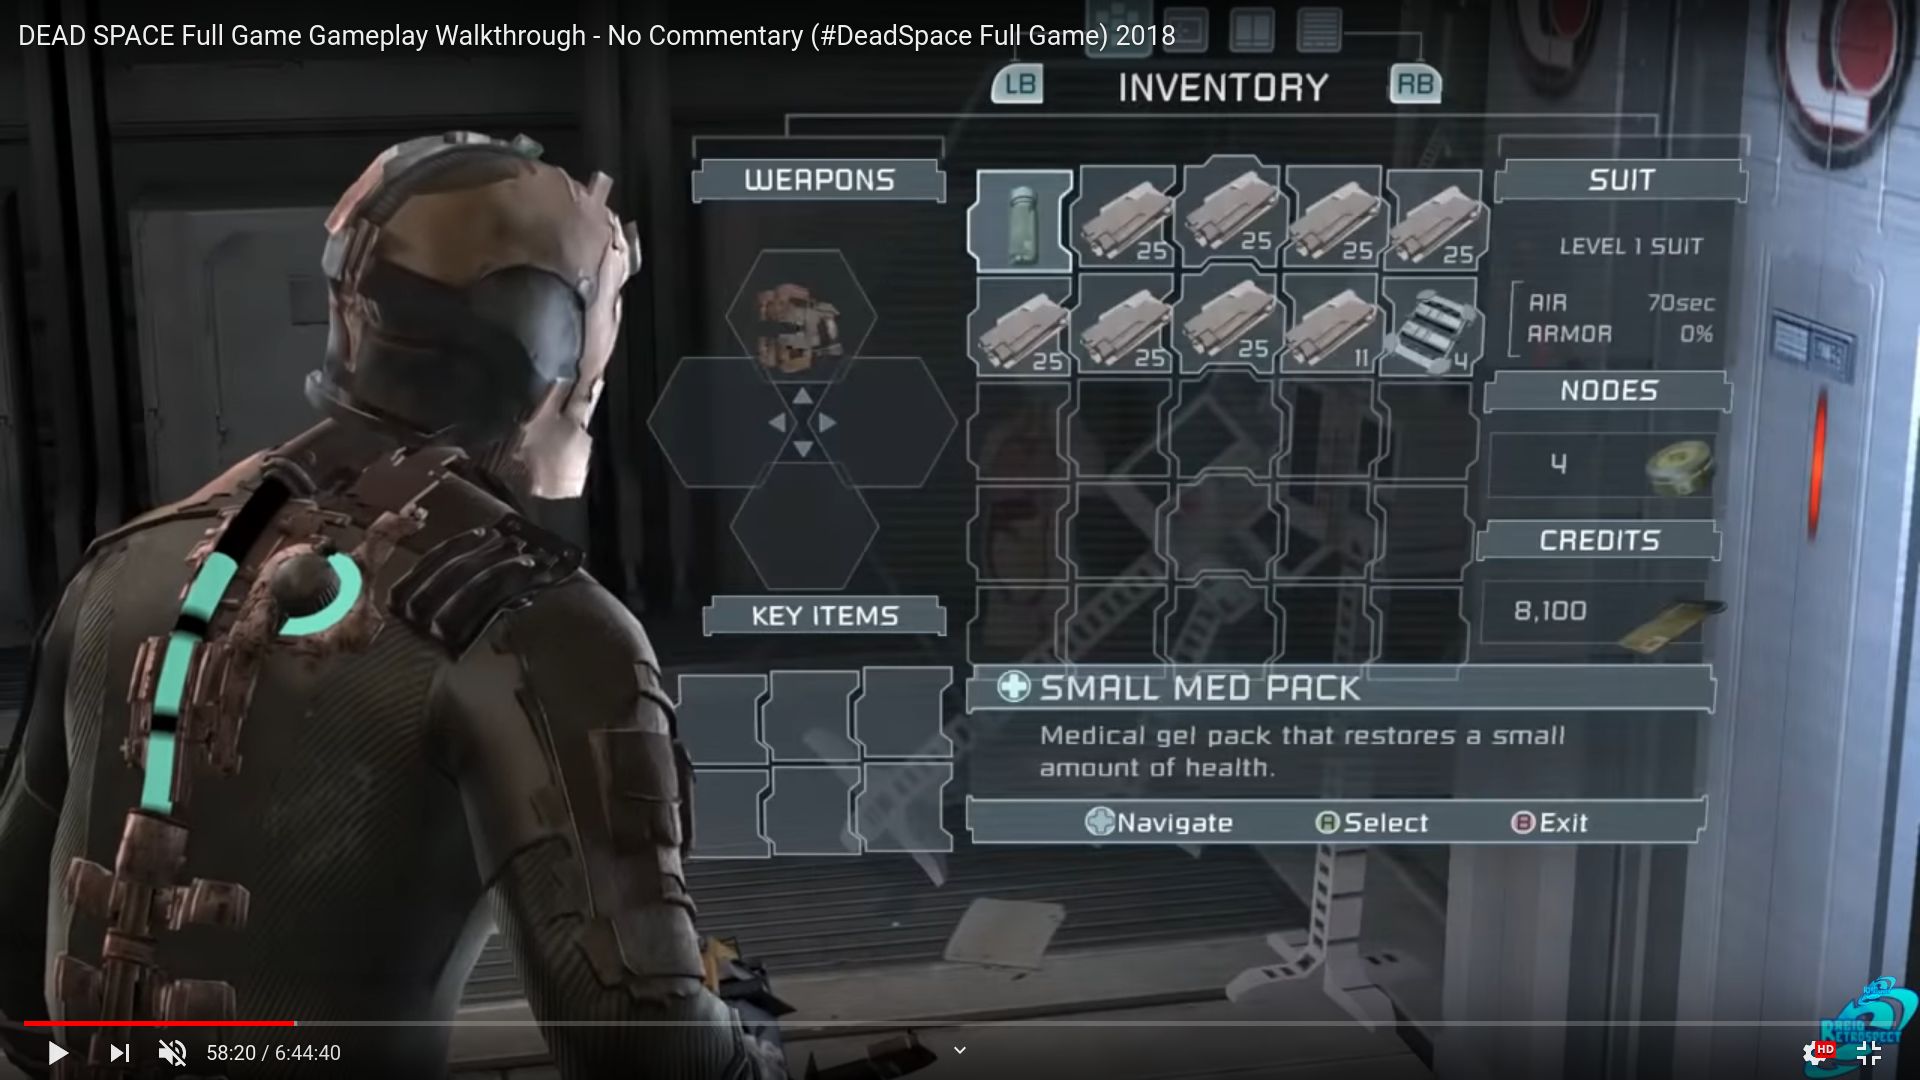 DEAD SPACE Full Game Gameplay Walkthrough - No Commentary (#DeadSpace Full Game) 2018
LB INVENTORY RB
WEAPONS
SUIT
25 25 25 25
LEVEL 1 SUIT
AIR 70sec
ARMOR 0%
25 25 25 11 4
NODES
4
CREDITS
8,100
KEY ITEMS
SMALL MED PACK
Medical gel pack that restores a small
amount of health.
Navigate A Select B Exit
RETROSPECT
58:20 / 6:44:40
HD